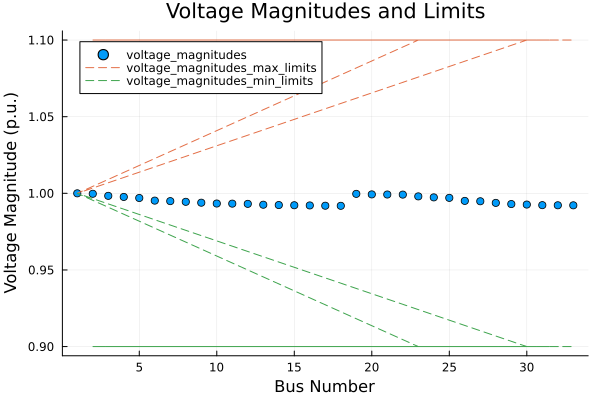 Voltage Magnitudes and Limits
voltage_magnitudes
voltage_magnitudes_max_limits
voltage_magnitudes_min_limits
Voltage Magnitude (p.u.)
1.10
1.05
1.00
0.95
0.90
5 10 15 20 25 30
Bus Number